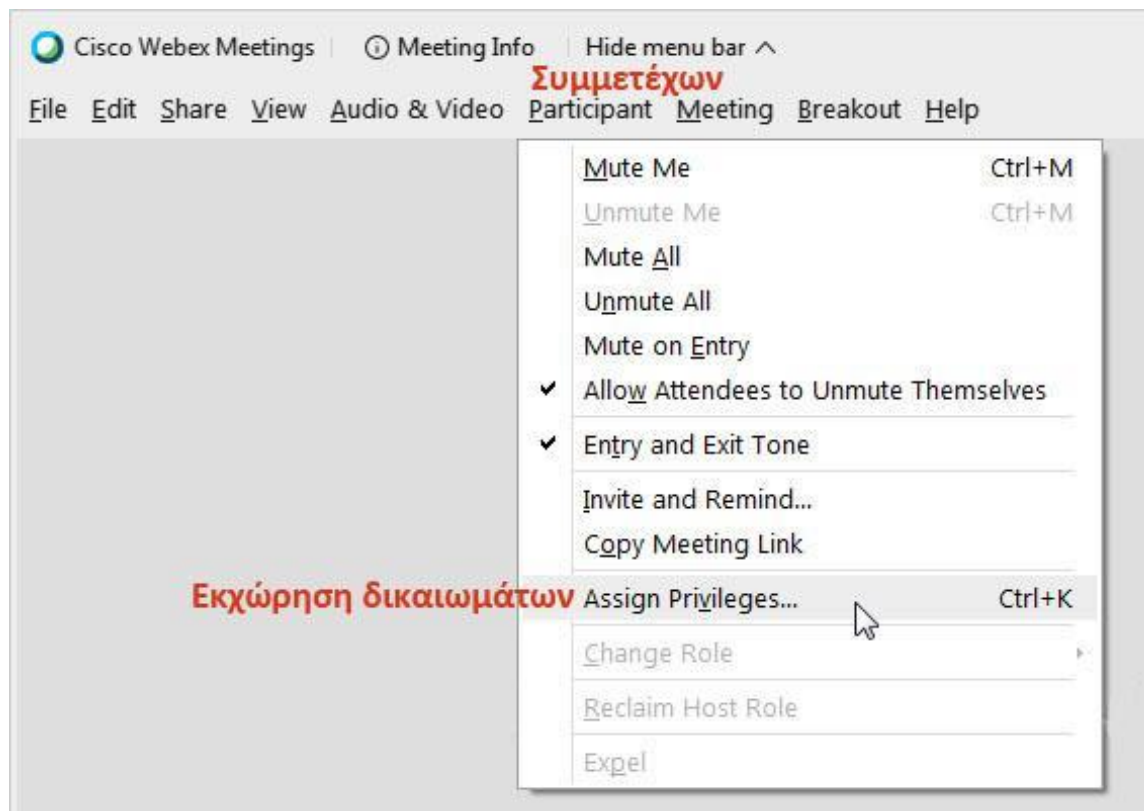 Cisco Webex Meetings ⓘ Meeting Info Hide menu bar ^
Συμμετέχων
File Edit Share View Audio & Video Participant Meeting Breakout Help
Mute Me Ctrl+M
Unmute Me Ctrl+M
Mute All
Unmute All
Mute on Entry
✔ Allow Attendees to Unmute Themselves
✔ Entry and Exit Tone
Invite and Remind...
Copy Meeting Link
Εκχώρηση δικαιωμάτων Assign Privileges... Ctrl+K
Change Role
Reclaim Host Role
Expel